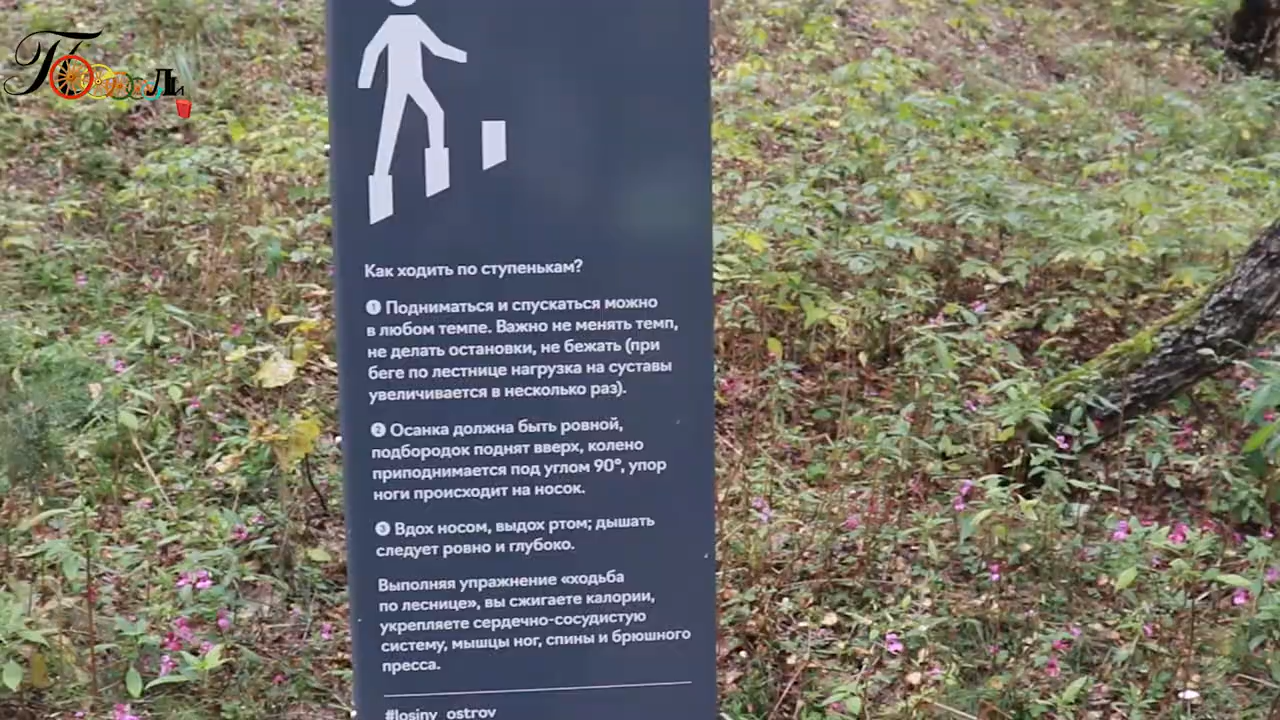 Как ходить по ступенькам?
❶ Подниматься и спускаться можно
в любом темпе. Важно не менять темп,
не делать остановки, не бежать (при
беге по лестнице нагрузка на суставы
увеличивается в несколько раз).
❷ Осанка должна быть ровной,
подбородок поднят вверх, колено
приподнимается под углом 90°, упор
ноги происходит на носок.
❸ Вдох носом, выдох ртом; дышать
следует ровно и глубоко.
Выполняя упражнение «ходьба
по леснице», вы сжигаете калории,
укрепляете сердечно-сосудистую
систему, мышцы ног, спины и брюшного
пресса.
#losiny_ostrov